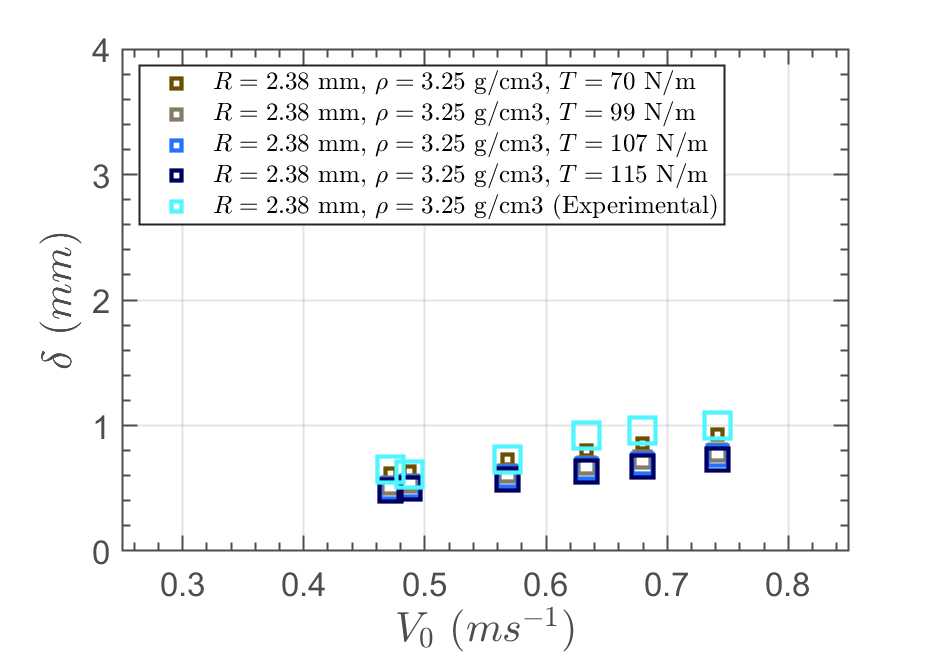 4
3
2
1
0
δ (mm)
R = 2.38 mm, ρ = 3.25 g/cm3, T = 70 N/m
R = 2.38 mm, ρ = 3.25 g/cm3, T = 99 N/m
R = 2.38 mm, ρ = 3.25 g/cm3, T = 107 N/m
R = 2.38 mm, ρ = 3.25 g/cm3, T = 115 N/m
R = 2.38 mm, ρ = 3.25 g/cm3 (Experimental)
0.3 0.4 0.5 0.6 0.7 0.8
V₀ (ms⁻¹)